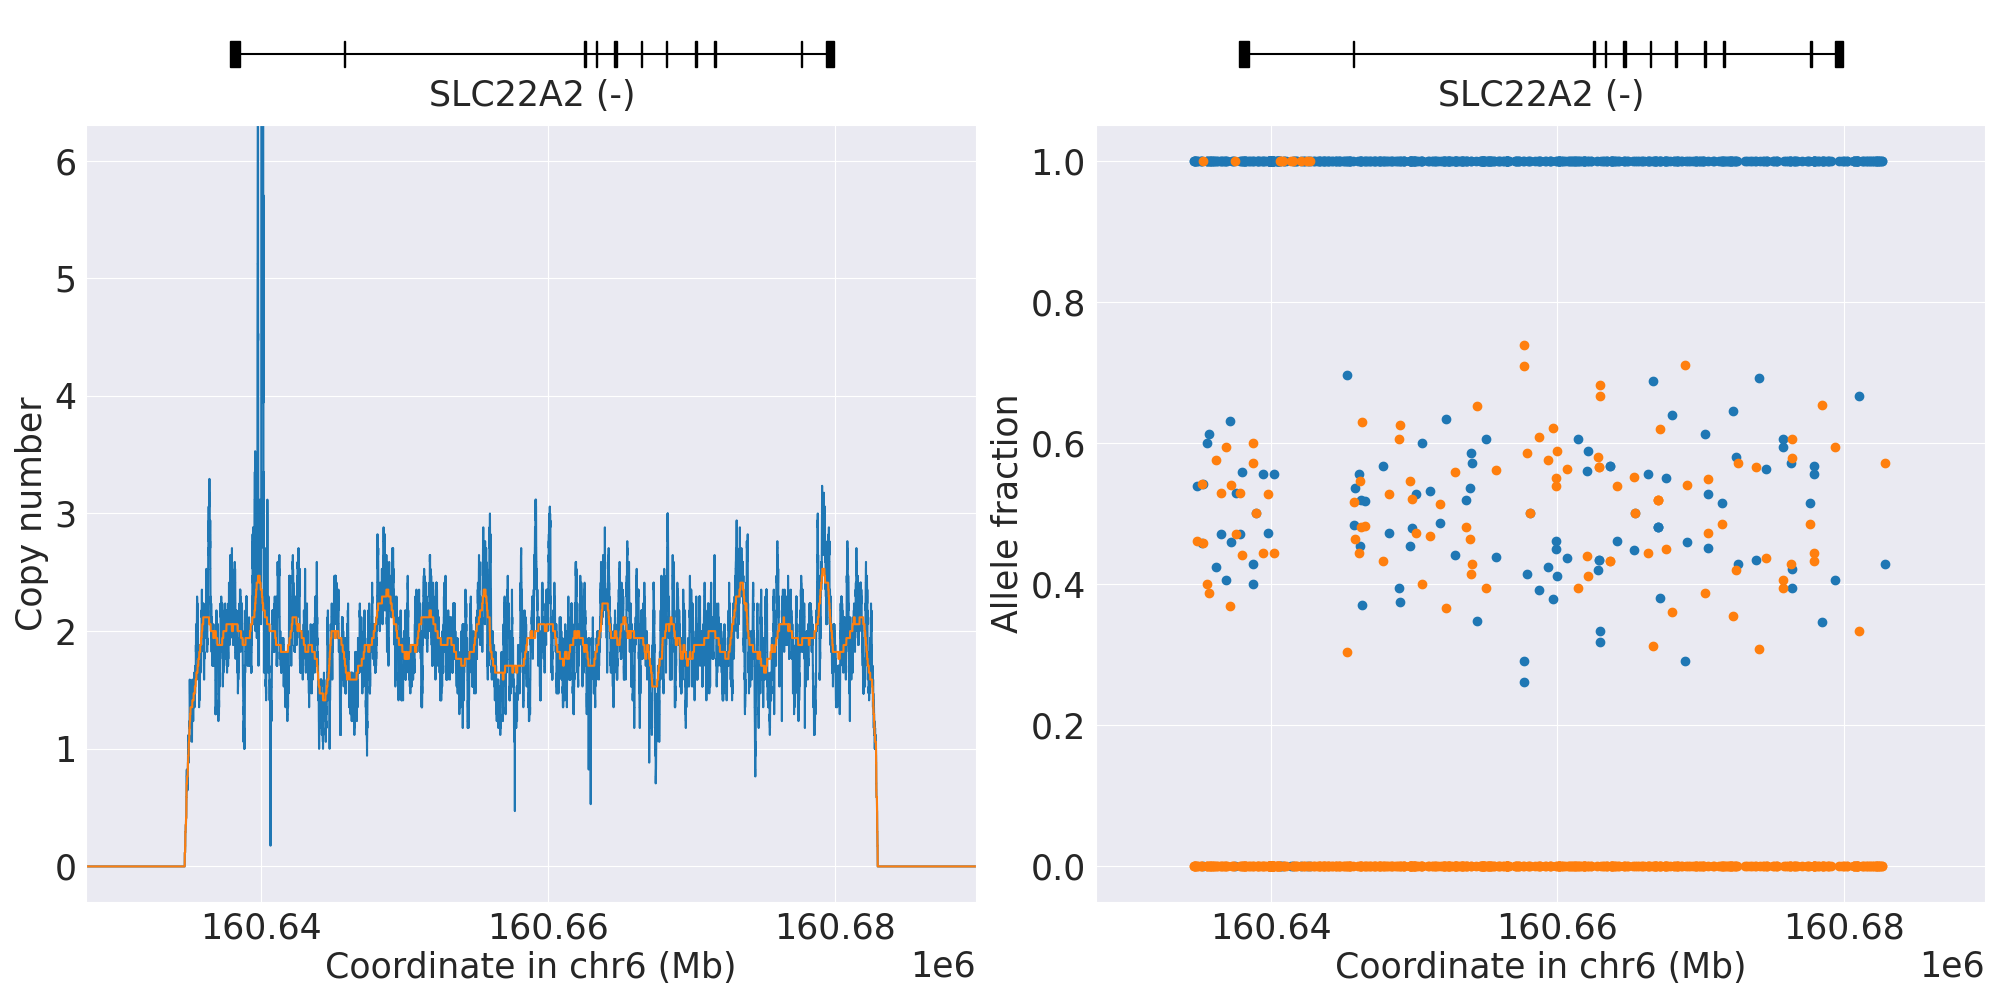 SLC22A2 (-)
6
5
4
3
2
1
0
Copy number
160.64
160.66
160.68
Coordinate in chr6 (Mb)
1e6
SLC22A2 (-)
1.0
0.8
0.6
0.4
0.2
0.0
Allele fraction
160.64
160.66
160.68
Coordinate in chr6 (Mb)
1e6